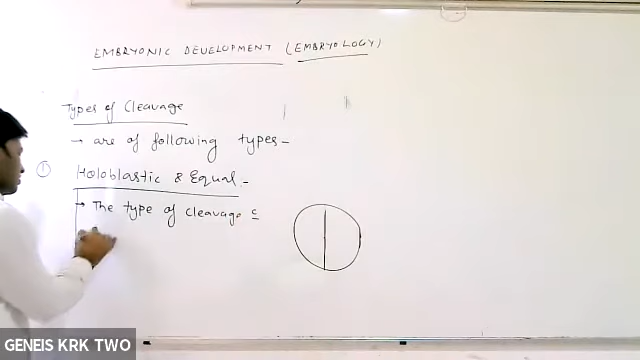 EMBRYONIC DEVELOPMENT (EMBRYOLOGY)
Types of Cleavage
→ are of following types -
① Holoblastic & Equal -
→ The type of cleavage c
GENEIS KRK TWO